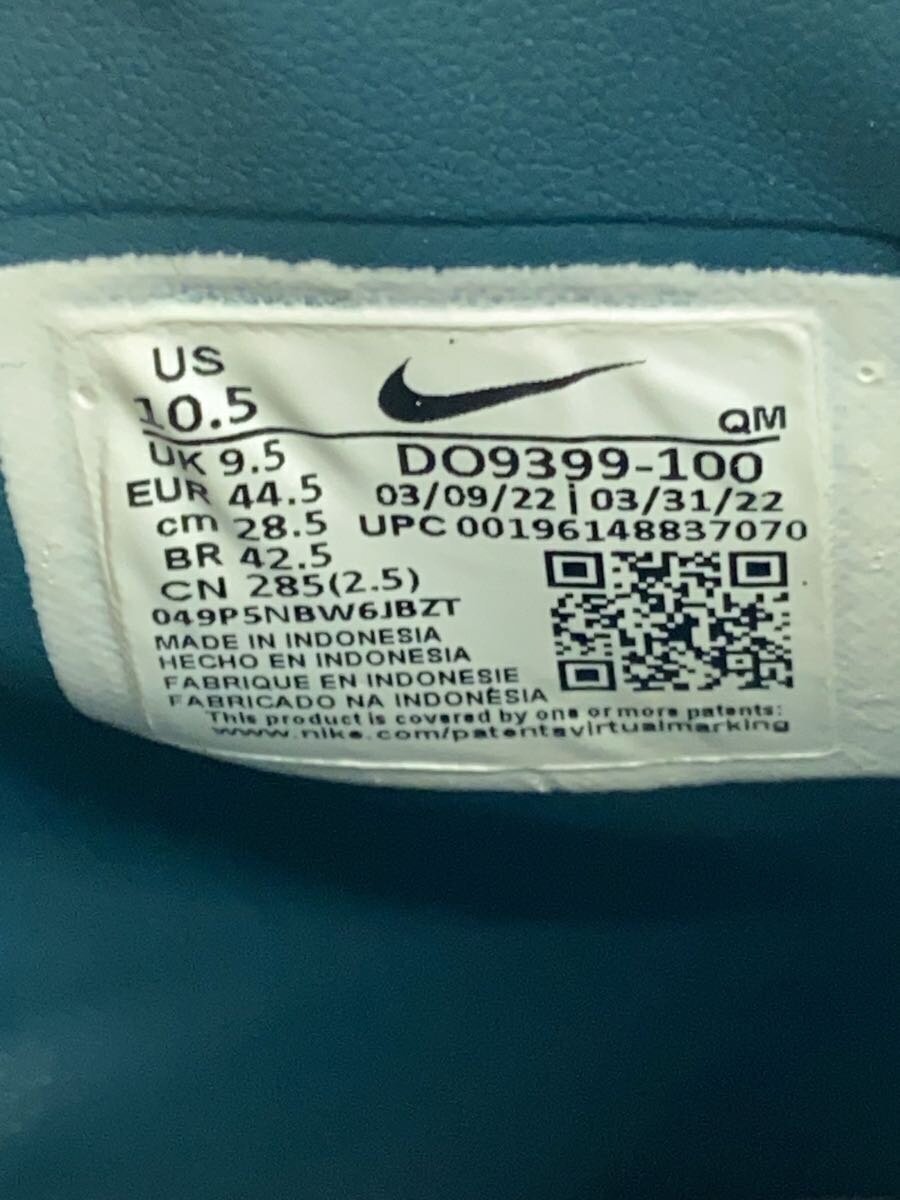 US
10.5
QM
UK 9.5
DO9399-100
EUR 44.5
03/09/22 | 03/31/22
cm 28.5
UPC 00196148837070
BR 42.5
CN 285(2.5)
049P5NBW6JBZT
MADE IN INDONESIA
HECHO EN INDONESIA
FABRIQUE EN INDONESIE
FABRICADO NA INDONÉSIA
This product is covered by one or more patents:
www.nike.com/patentsvirtualmarking